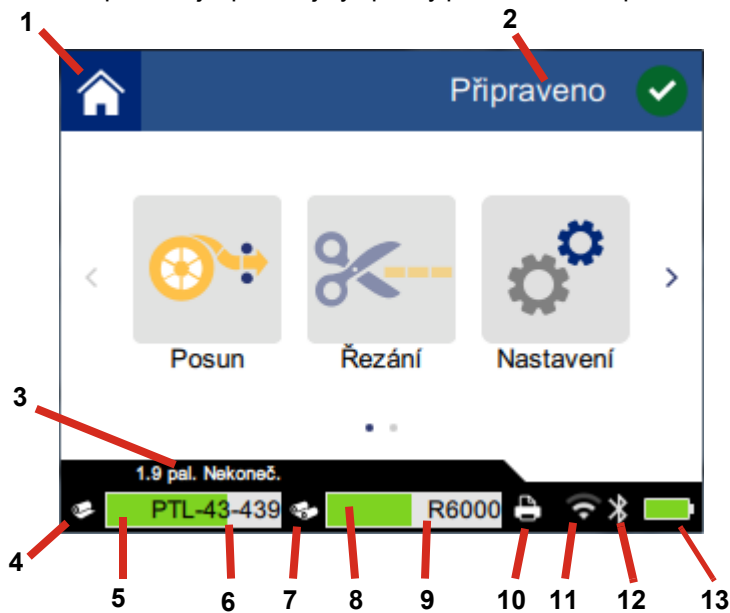 1
2
Připraveno
Posun
Řezání
Nastavení
3
1.9 pal. Nekoneč.
PTL-43-439
R6000
4
5
6
7
8
9
10
11
12
13